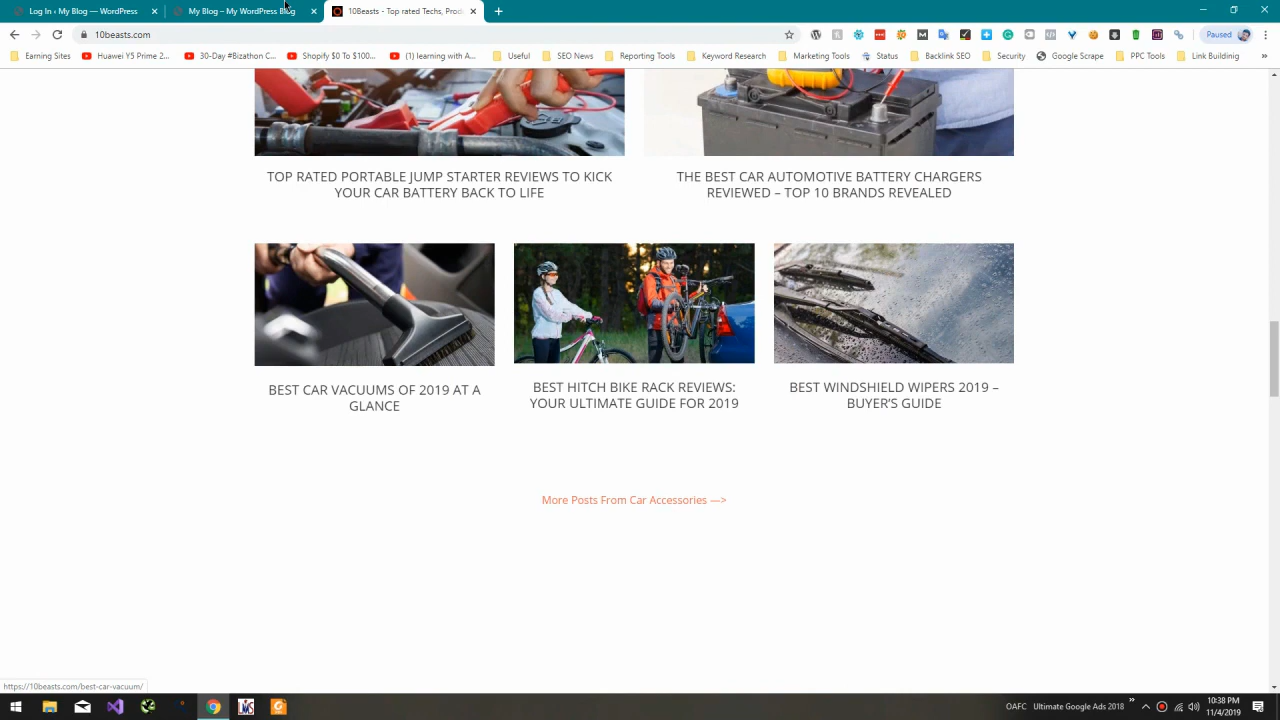 Log In ‹ My Blog — WordPress
My Blog – My WordPress Blog
10Beasts - Top rated Techs, Prod
10beasts.com
Paused
Earning Sites
Huawei Y5 Prime 2...
30-Day #Bizathon C...
Shopify $0 To $100...
(1) learning with A...
Useful
SEO News
Reporting Tools
Keyword Research
Marketing Tools
Status
Backlink SEO
Security
Google Scrape
PPC Tools
Link Building
»
TOP RATED PORTABLE JUMP STARTER REVIEWS TO KICK
YOUR CAR BATTERY BACK TO LIFE
THE BEST CAR AUTOMOTIVE BATTERY CHARGERS
REVIEWED – TOP 10 BRANDS REVEALED
BEST CAR VACUUMS OF 2019 AT A
GLANCE
BEST HITCH BIKE RACK REVIEWS:
YOUR ULTIMATE GUIDE FOR 2019
BEST WINDSHIELD WIPERS 2019 –
BUYER'S GUIDE
More Posts From Car Accessories —>
https://10beasts.com/best-car-vacuum/
OAFC
Ultimate Google Ads 2018
10:38 PM
11/4/2019